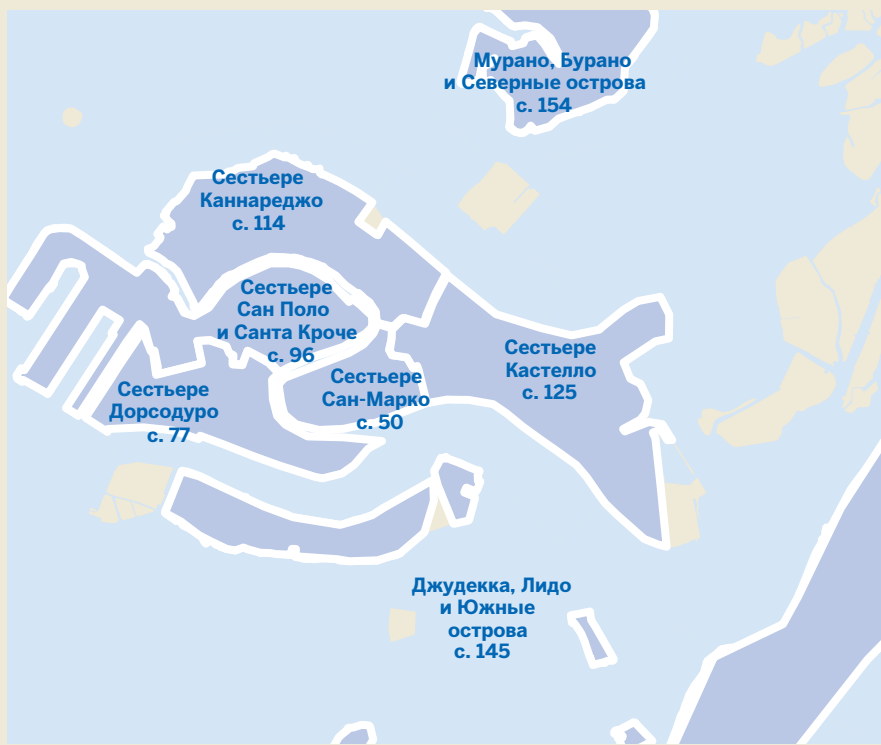 Мурано, Бурано
и Северные острова
с. 154
Сестьере
Каннареджо
с. 114
Сестьере
Сан Поло
и Санта Кроче
с. 96
Сестьере
Кастелло
с. 125
Сестьере
Сан-Марко
с. 50
Сестьере
Дорсодуро
с. 77
Джудекка, Лидо
и Южные
острова
с. 145